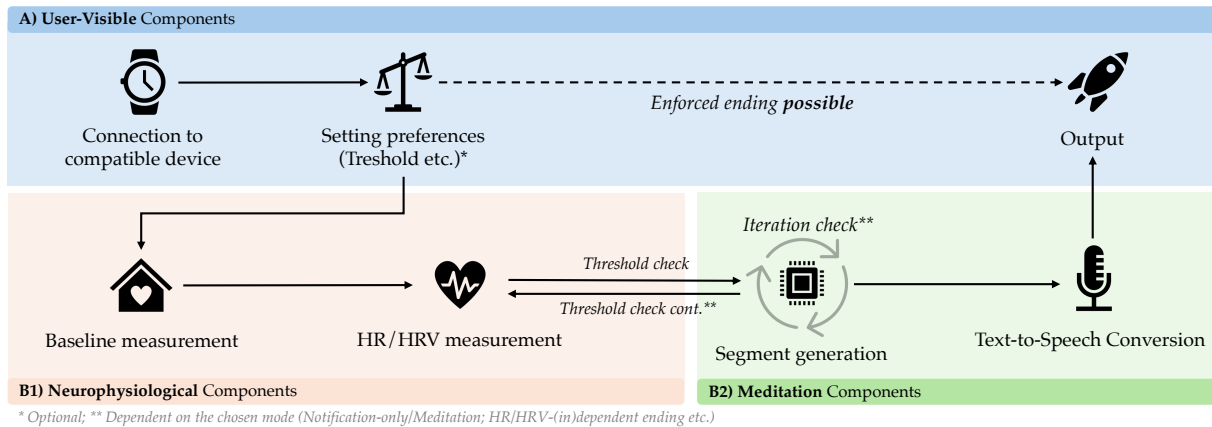 A) User-Visible Components
Connection to
compatible device
Setting preferences
(Treshold etc.)*
Enforced ending possible
Output
Baseline measurement
HR/HRV measurement
Threshold check
Threshold check cont.**
Iteration check**
Segment generation
Text-to-Speech Conversion
B1) Neurophysiological Components
B2) Meditation Components
* Optional; ** Dependent on the chosen mode (Notification-only/Meditation; HR/HRV-(in)dependent ending etc.)